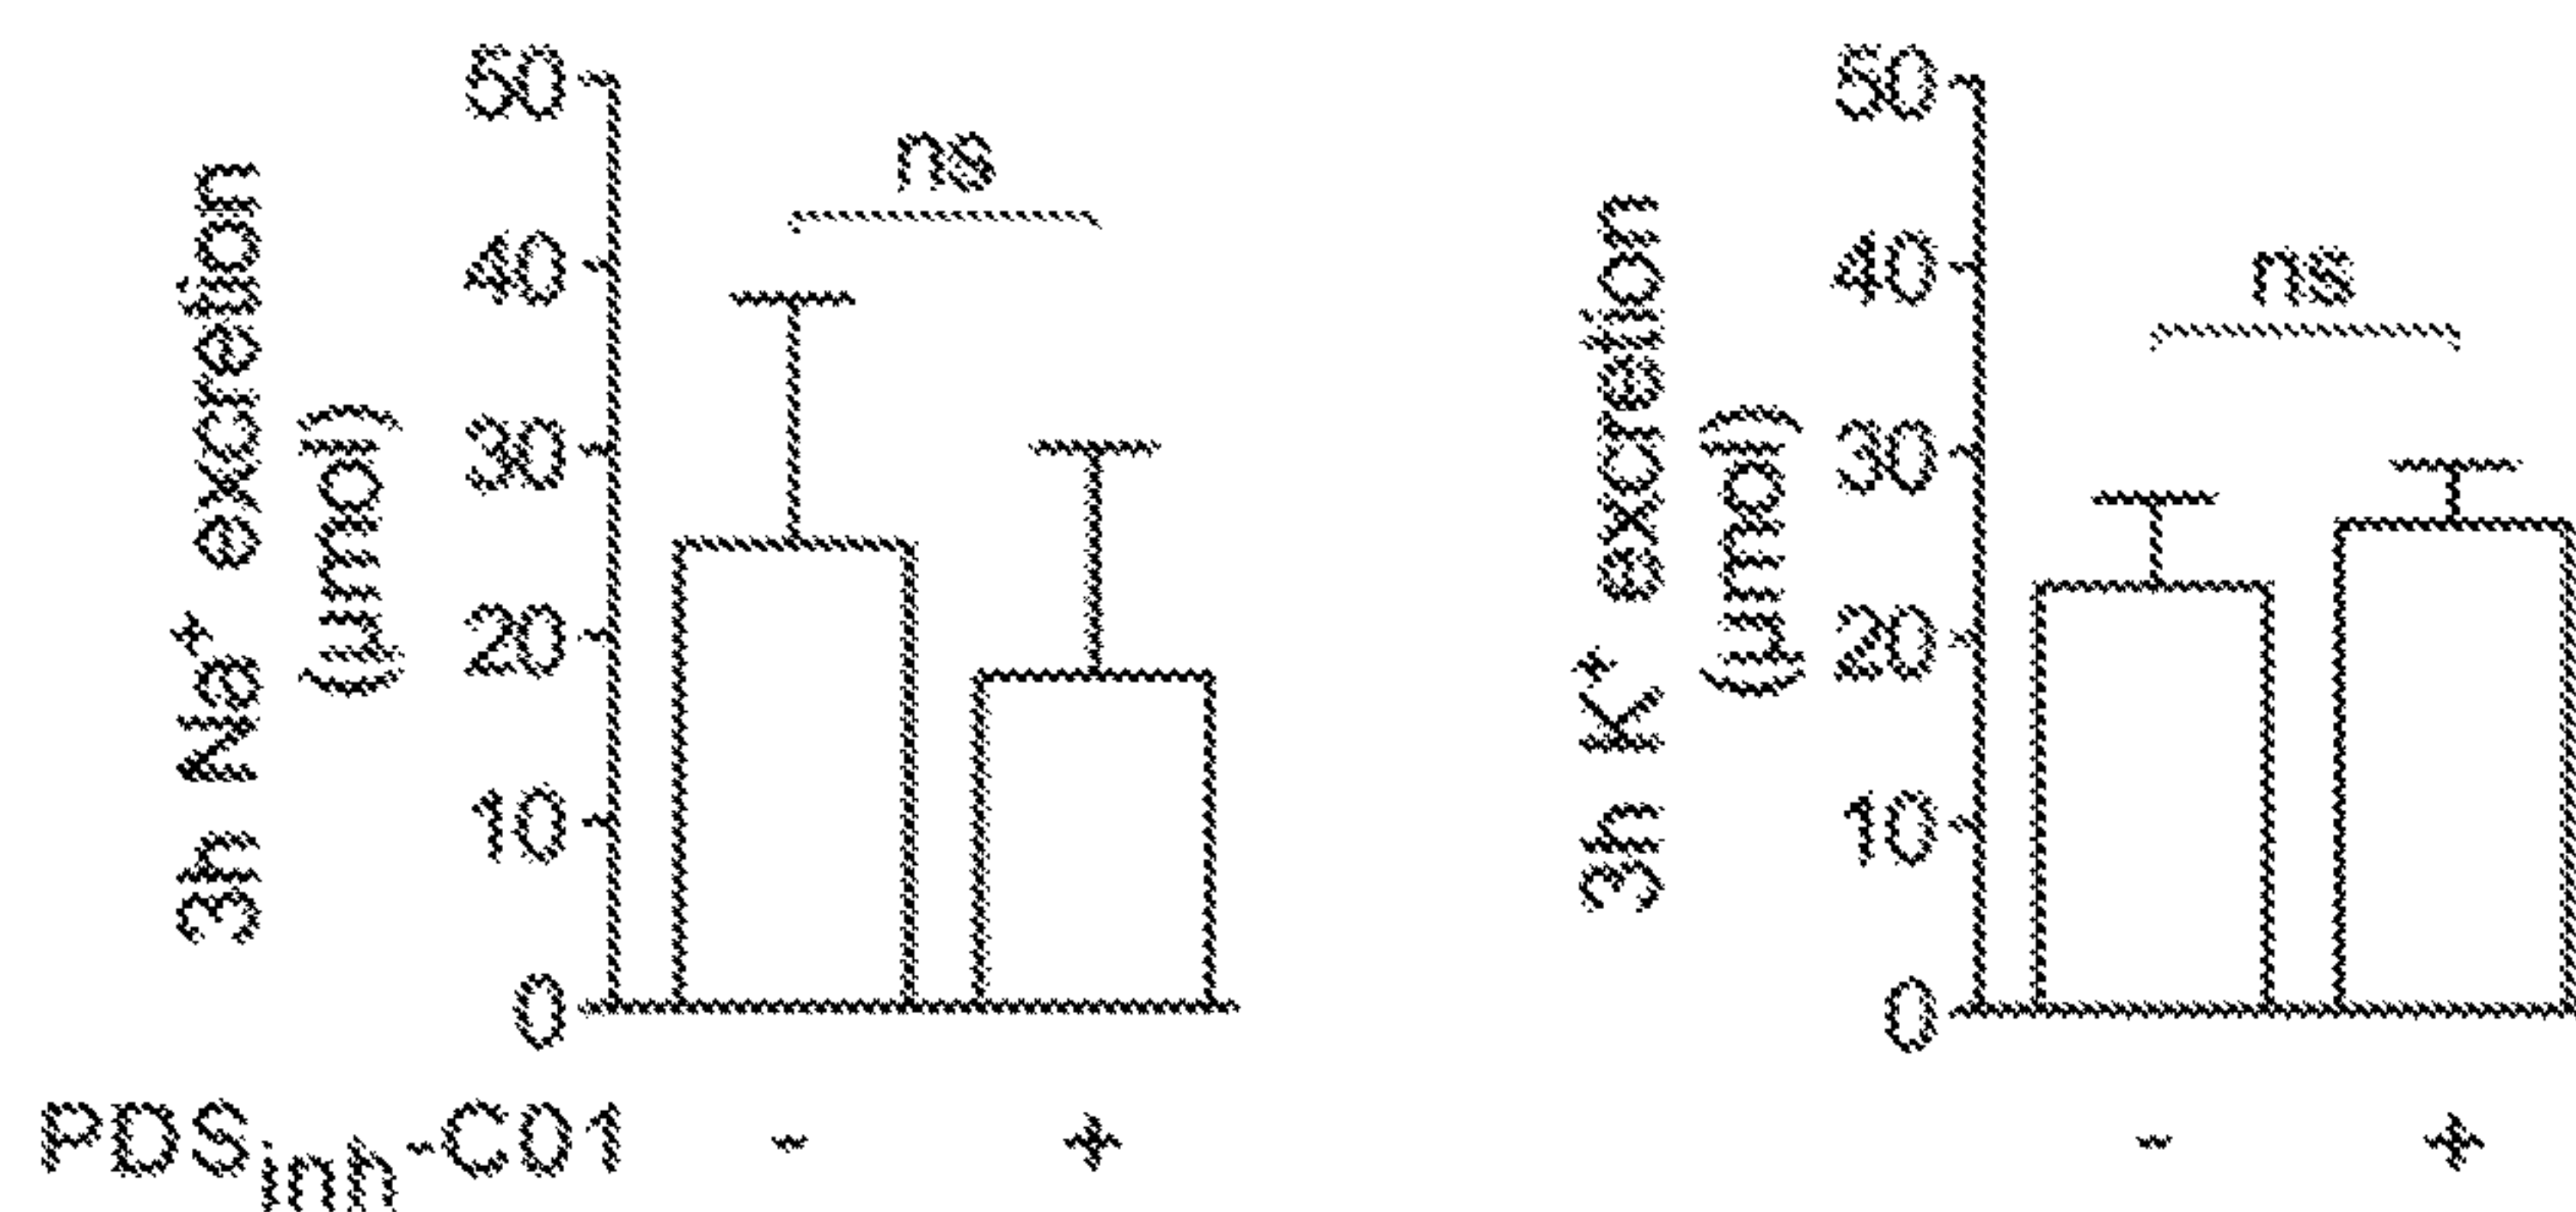 3h Na⁺ excretion
(µmol)
50
40
30
20
10
0
ns
3h K⁺ excretion
(µmol)
50
40
30
20
10
0
ns
PDSinh-C01 - +
- +